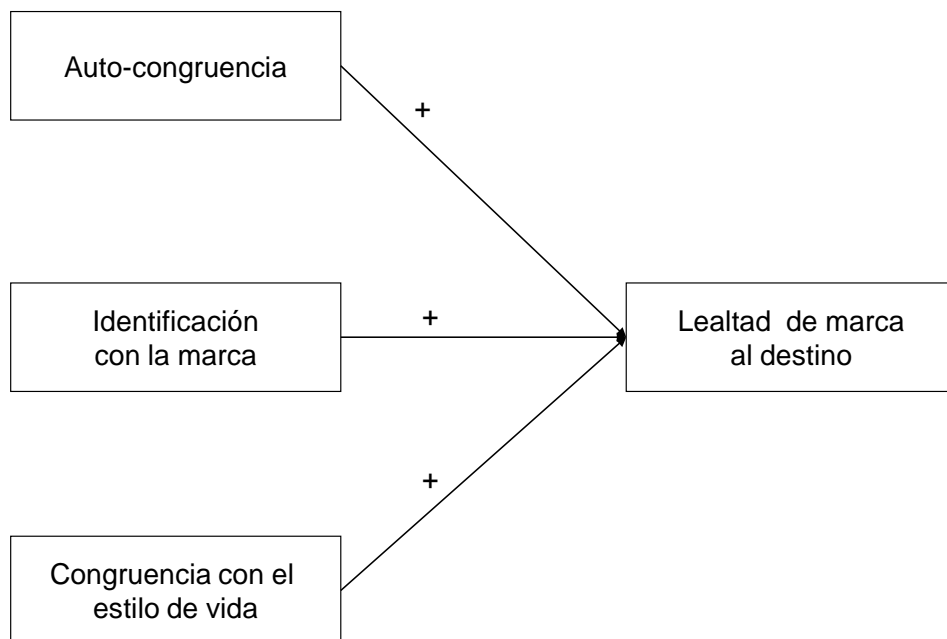 Auto-congruencia
+
Identificación
con la marca
+
Lealtad de marca
al destino
+
Congruencia con el
estilo de vida